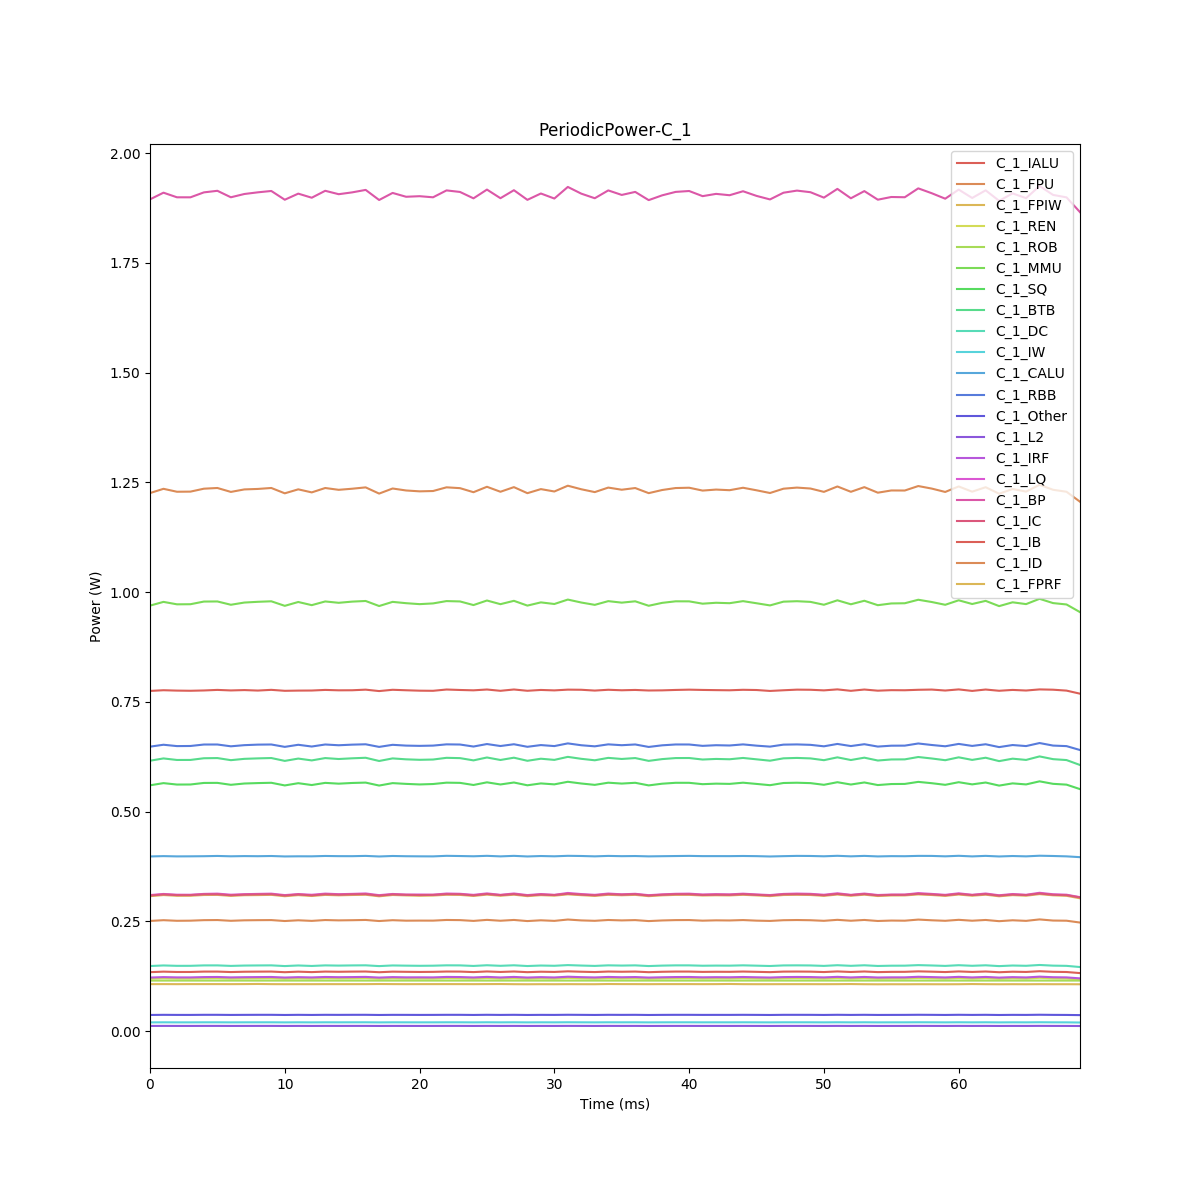 PeriodicPower-C_1
2.00
1.75
1.50
1.25
1.00
0.75
0.50
0.25
0.00
Power (W)
0 10 20 30 40 50 60
Time (ms)
C_1_IALU
C_1_FPU
C_1_FPIW
C_1_REN
C_1_ROB
C_1_MMU
C_1_SQ
C_1_BTB
C_1_DC
C_1_IW
C_1_CALU
C_1_RBB
C_1_Other
C_1_L2
C_1_IRF
C_1_LQ
C_1_BP
C_1_IC
C_1_IB
C_1_ID
C_1_FPRF